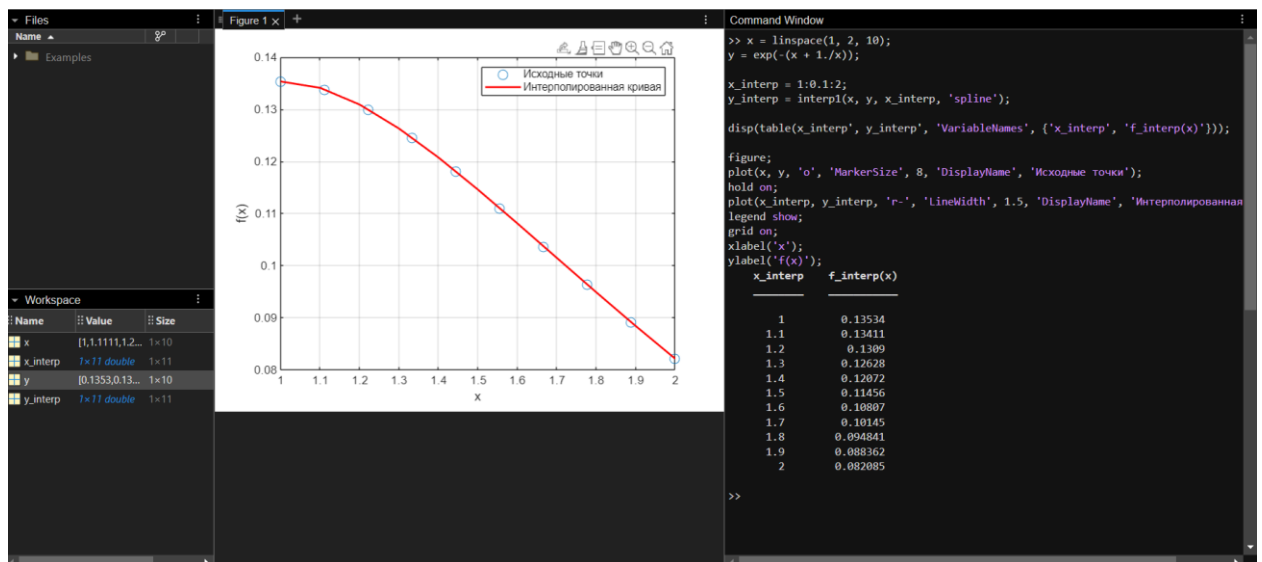 Files
Name
Examples
Workspace
Name Value Size
x [1,1.1111,1.2... 1×10
x_interp 1×11 double 1×11
y [0.1353,0.13... 1×10
y_interp 1×11 double 1×11
Figure 1 × +
0.14
0.13
0.12
0.11
0.1
0.09
0.08
f(x)
Исходные точки
Интерполированная кривая
1 1.1 1.2 1.3 1.4 1.5 1.6 1.7 1.8 1.9 2
x
Command Window
>> x = linspace(1, 2, 10);
y = exp(-(x + 1./x));
x_interp = 1:0.1:2;
y_interp = interp1(x, y, x_interp, 'spline');
disp(table(x_interp', y_interp', 'VariableNames', {'x_interp', 'f_interp(x)'}));
figure;
plot(x, y, 'o', 'MarkerSize', 8, 'DisplayName', 'Исходные точки');
hold on;
plot(x_interp, y_interp, 'r-', 'LineWidth', 1.5, 'DisplayName', 'Интерполированная
legend show;
grid on;
xlabel('x');
ylabel('f(x)');
x_interp f_interp(x)
1 0.13534
1.1 0.13411
1.2 0.1309
1.3 0.12628
1.4 0.12072
1.5 0.11456
1.6 0.10807
1.7 0.10145
1.8 0.094841
1.9 0.088362
2 0.082085
>>